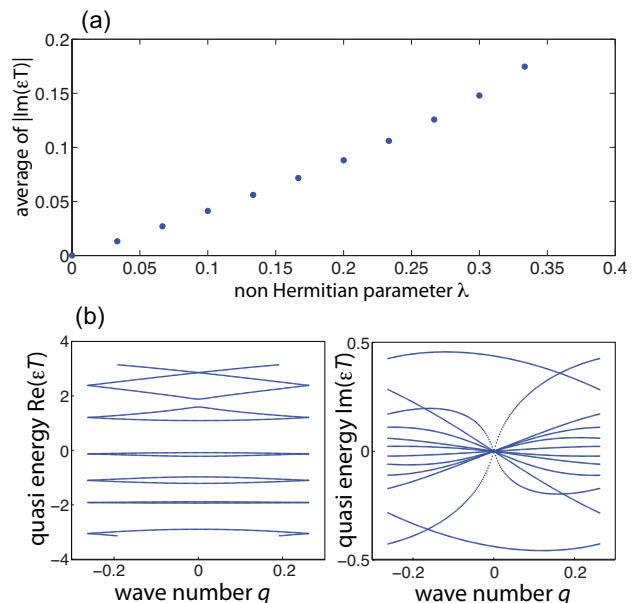 (a)
average of |Im(εT)|
0.2
0.15
0.1
0.05
0
0 0.05 0.1 0.15 0.2 0.25 0.3 0.35 0.4
non Hermitian parameter λ
(b)
quasi energy Re(εT)
4
2
0
−2
−4
−0.2 0 0.2
wave number q
quasi energy Im(εT)
0.5
0
−0.5
−0.2 0 0.2
wave number q